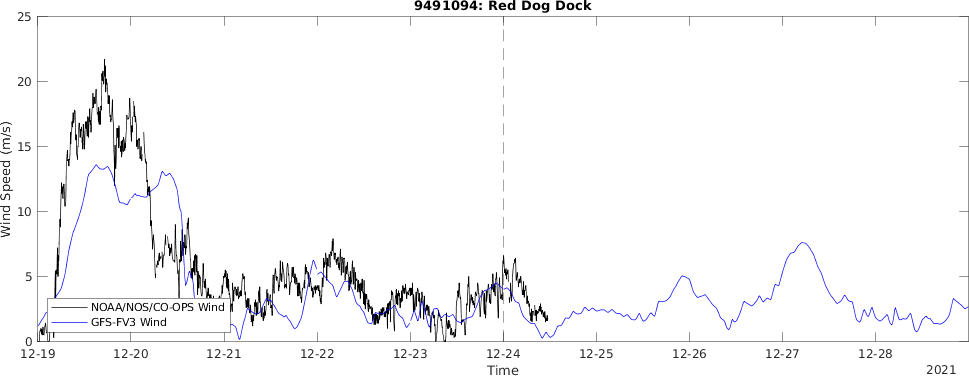 9491094: Red Dog Dock
25
20
15
10
5
0
Wind Speed (m/s)
NOAA/NOS/CO-OPS Wind
GFS-FV3 Wind
12-19 12-20 12-21 12-22 12-23 12-24 12-25 12-26 12-27 12-28
Time
2021